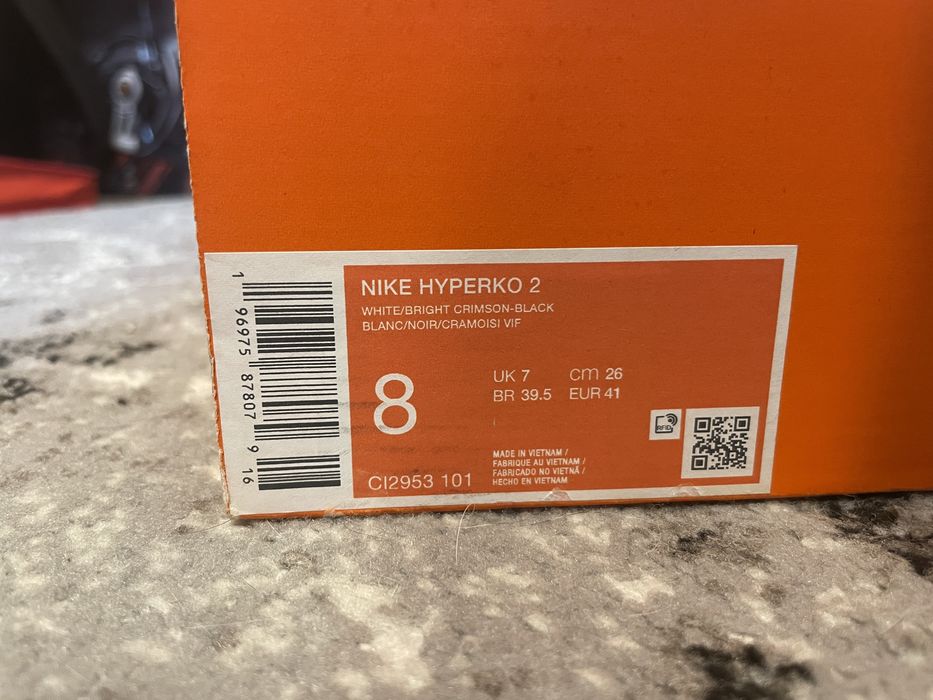 NIKE HYPERKO 2
WHITE/BRIGHT CRIMSON-BLACK
BLANC/NOIR/CRAMOISI VIF
8
UK 7 cm 26
BR 39.5 EUR 41
RFID
MADE IN VIETNAM /
FABRIQUE AU VIETNAM /
FABRICADO NO VIETNÃ /
HECHO EN VIETNAM
CI2953 101
1 96975 87807 9 16